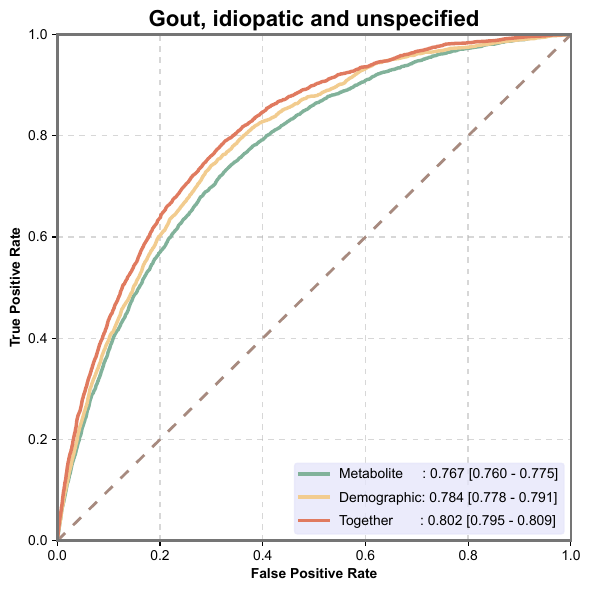 Gout, idiopatic and unspecified
1.0
0.8
0.6
0.4
0.2
0.0
True Positive Rate
Metabolite : 0.767 [0.760 - 0.775]
Demographic: 0.784 [0.778 - 0.791]
Together : 0.802 [0.795 - 0.809]
0.0 0.2 0.4 0.6 0.8 1.0
False Positive Rate